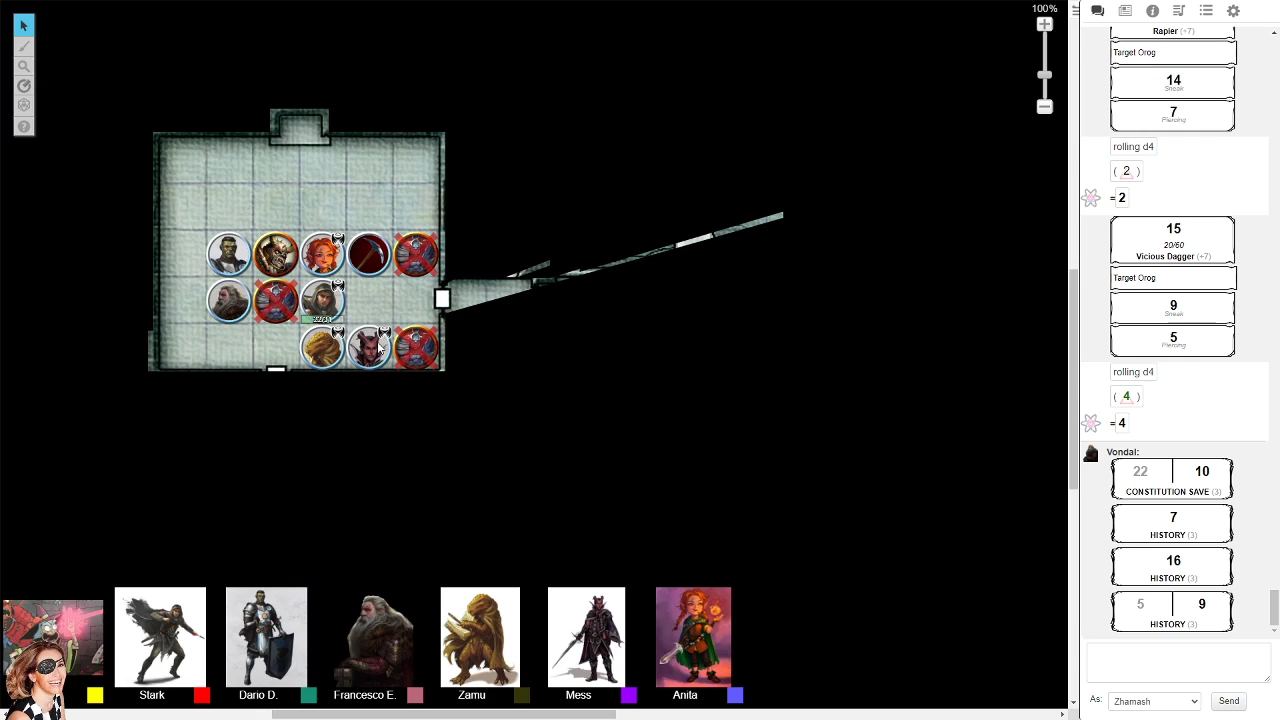 100%
Rapier (+7)
Target Orog
14
Sneak
7
Piercing
rolling d4
( 2 )
=2
15
20/60
Vicious Dagger (+7)
Target Orog
9
Sneak
5
Piercing
rolling d4
( 4 )
=4
Vondal:
22 10
CONSTITUTION SAVE (3)
7
HISTORY (3)
16
HISTORY (3)
5 9
HISTORY (3)
Stark
Dario D.
Francesco E.
Zamu
Mess
Anita
As: Zhamash
Send